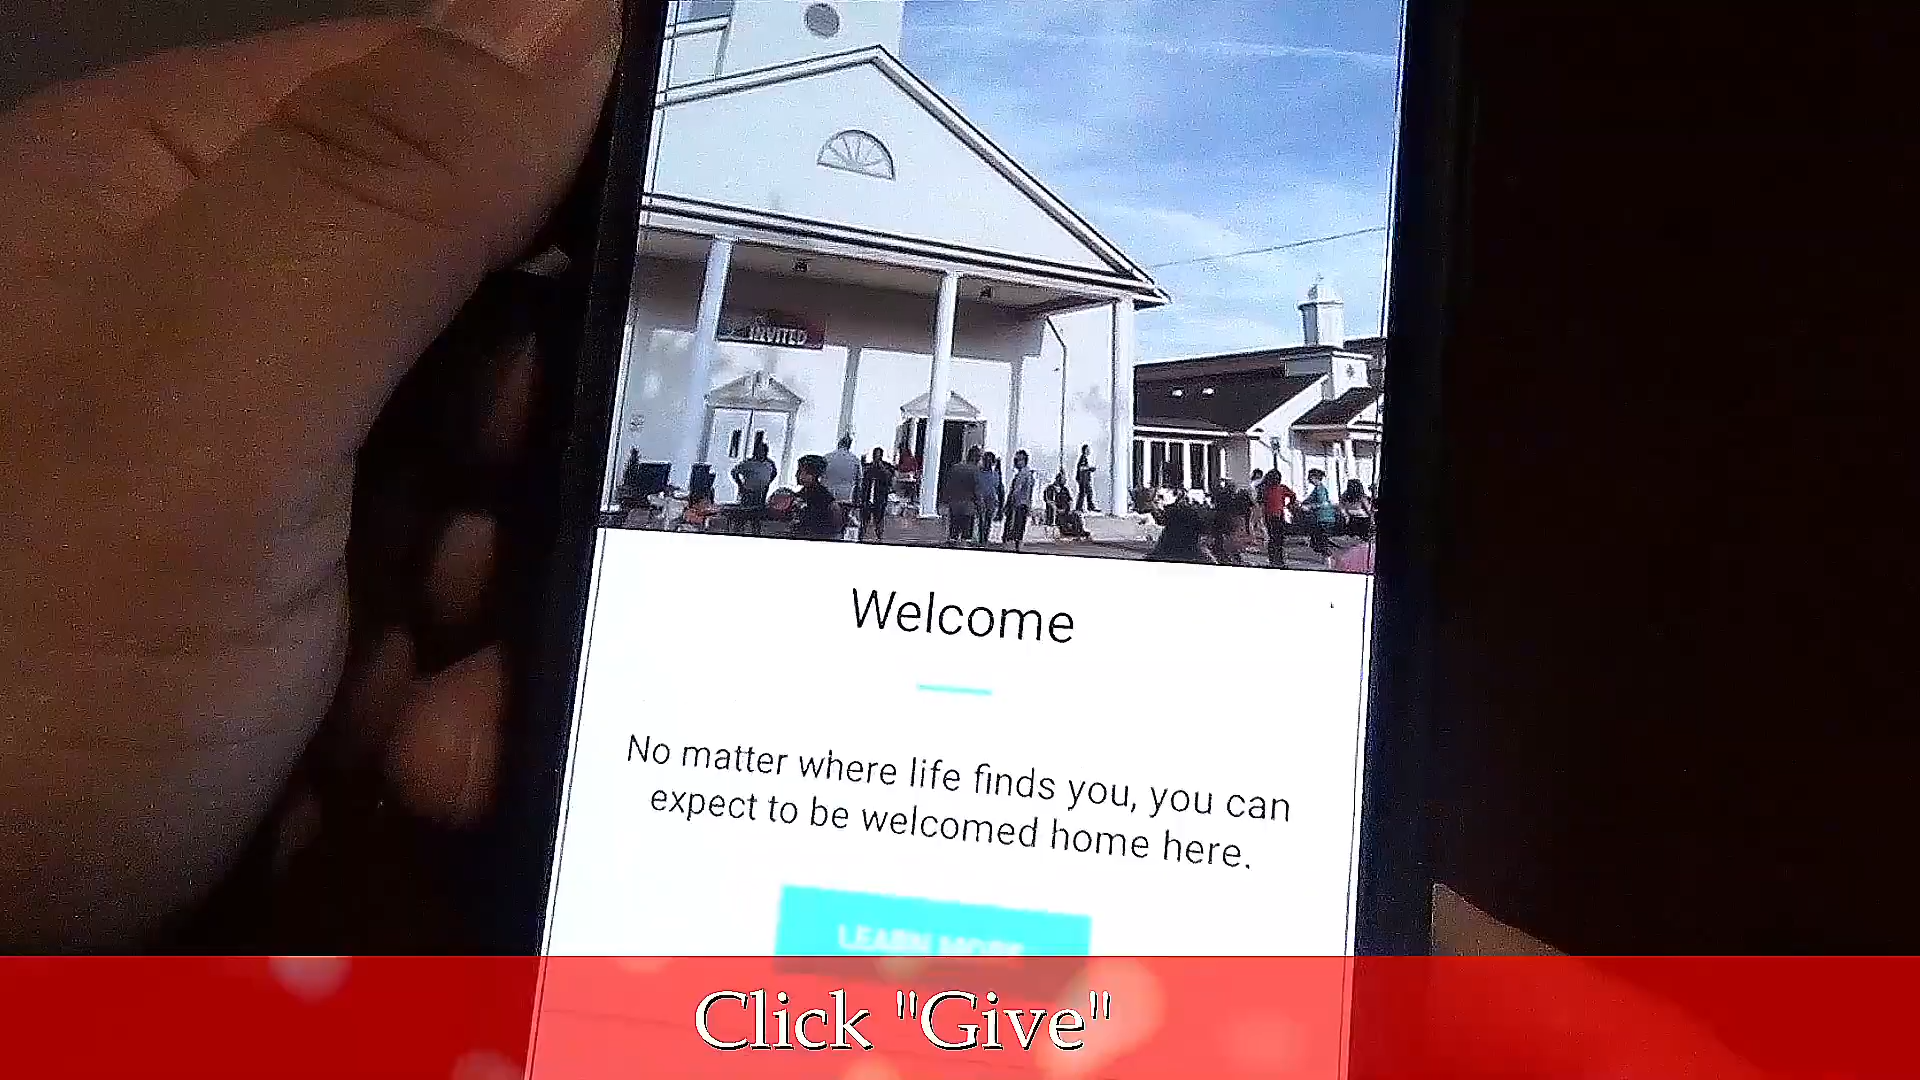 INVITED
Welcome
No matter where life finds you, you can
expect to be welcomed home here.
LEARN MORE
Click "Give"